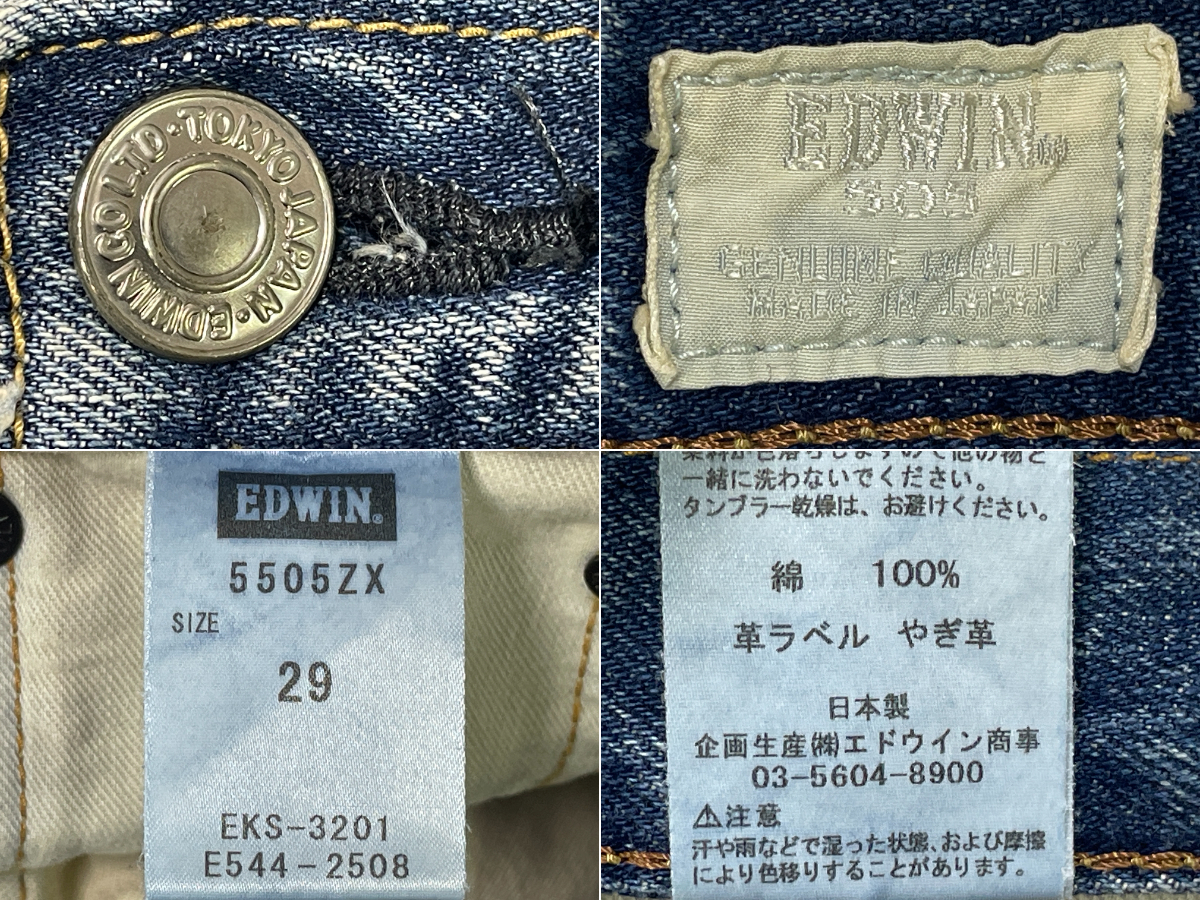 EDWIN CO LTD・TOKYO JAPAN・
EDWIN®
505
GENUINE QUALITY
MADE IN JAPAN
EDWIN®
5505ZX
SIZE
29
EKS-3201
E544-2508
一緒に洗わないでください。
タンブラー乾燥は、お避けください。
綿 100%
革ラベル やぎ革
日本製
企画生産㈱エドウイン商事
03-5604-8900
⚠注意
汗や雨などで湿った状態、および摩擦
により色移りすることがあります。